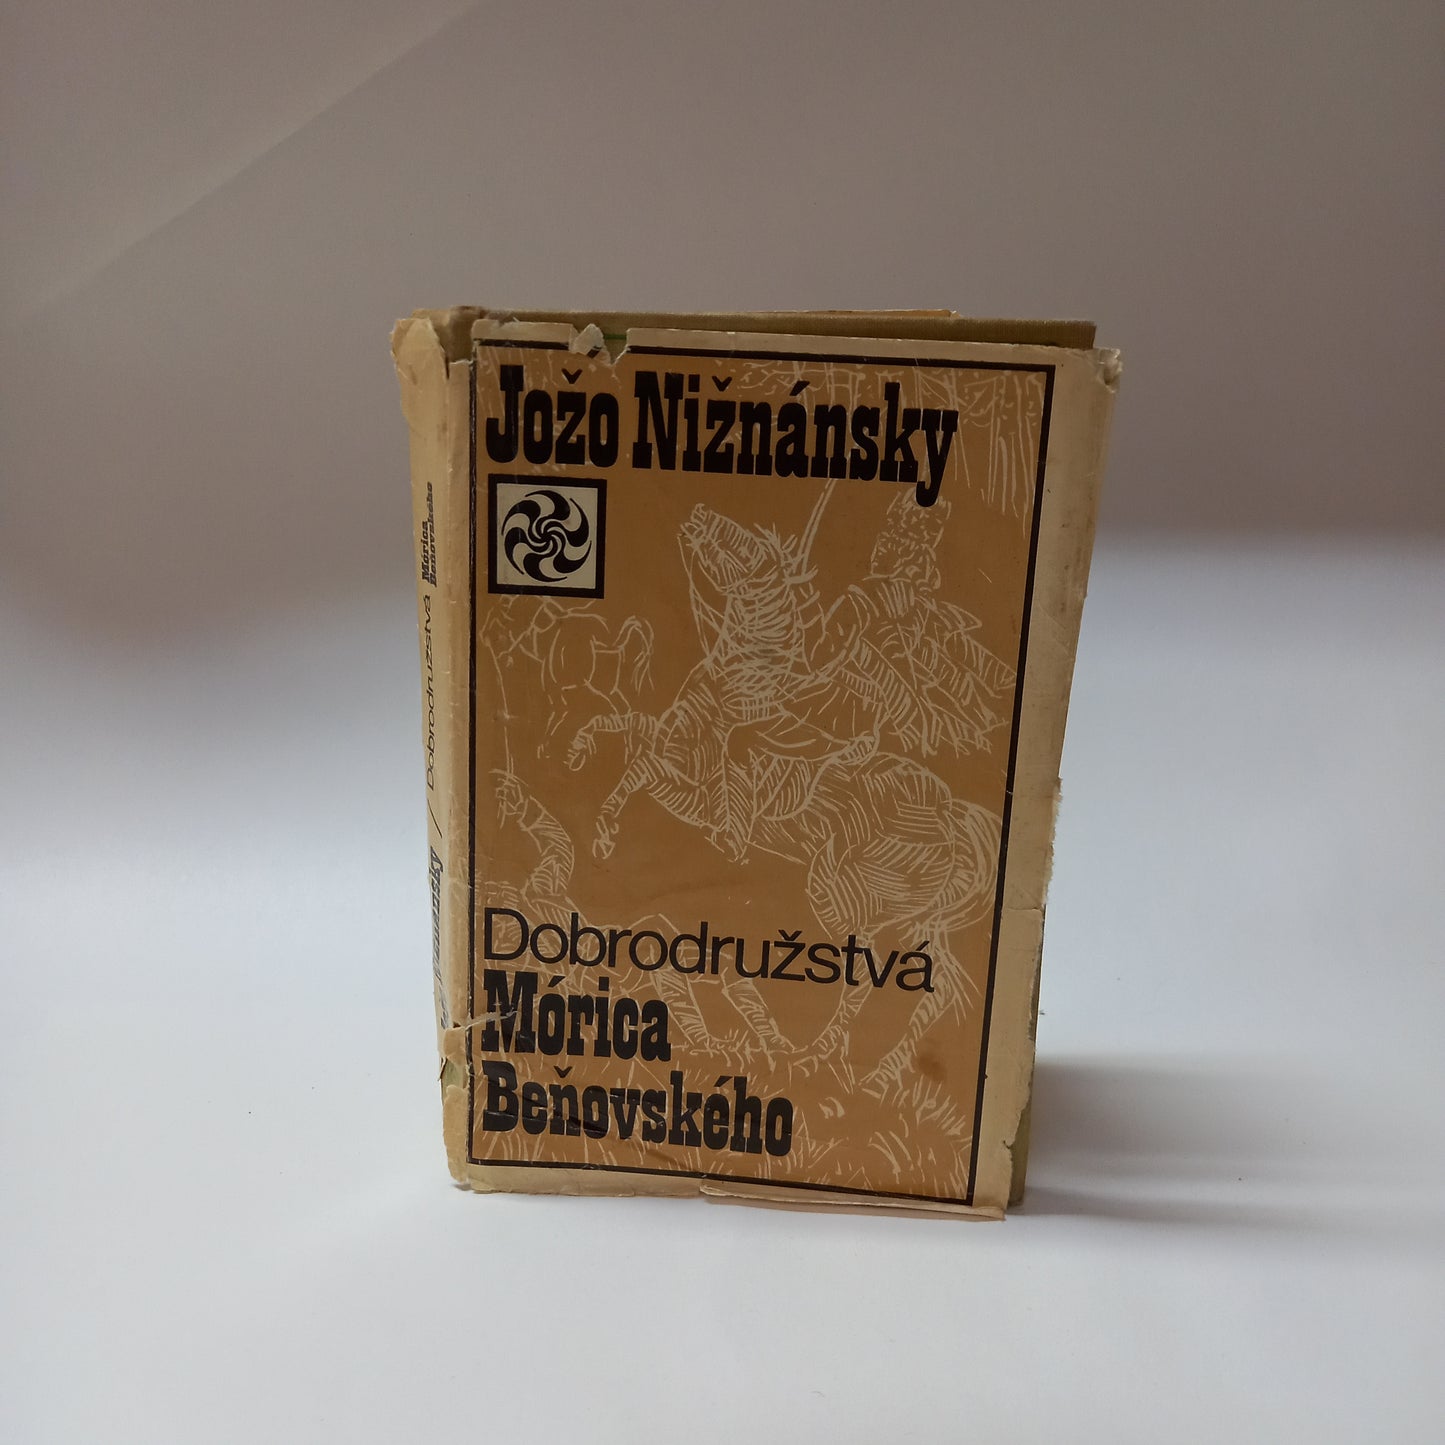 Jožo Nižnánsky
Dobrodružstvá
Mórica
Beňovského
/ Dobrodružstvá
Mórica
Beňovského